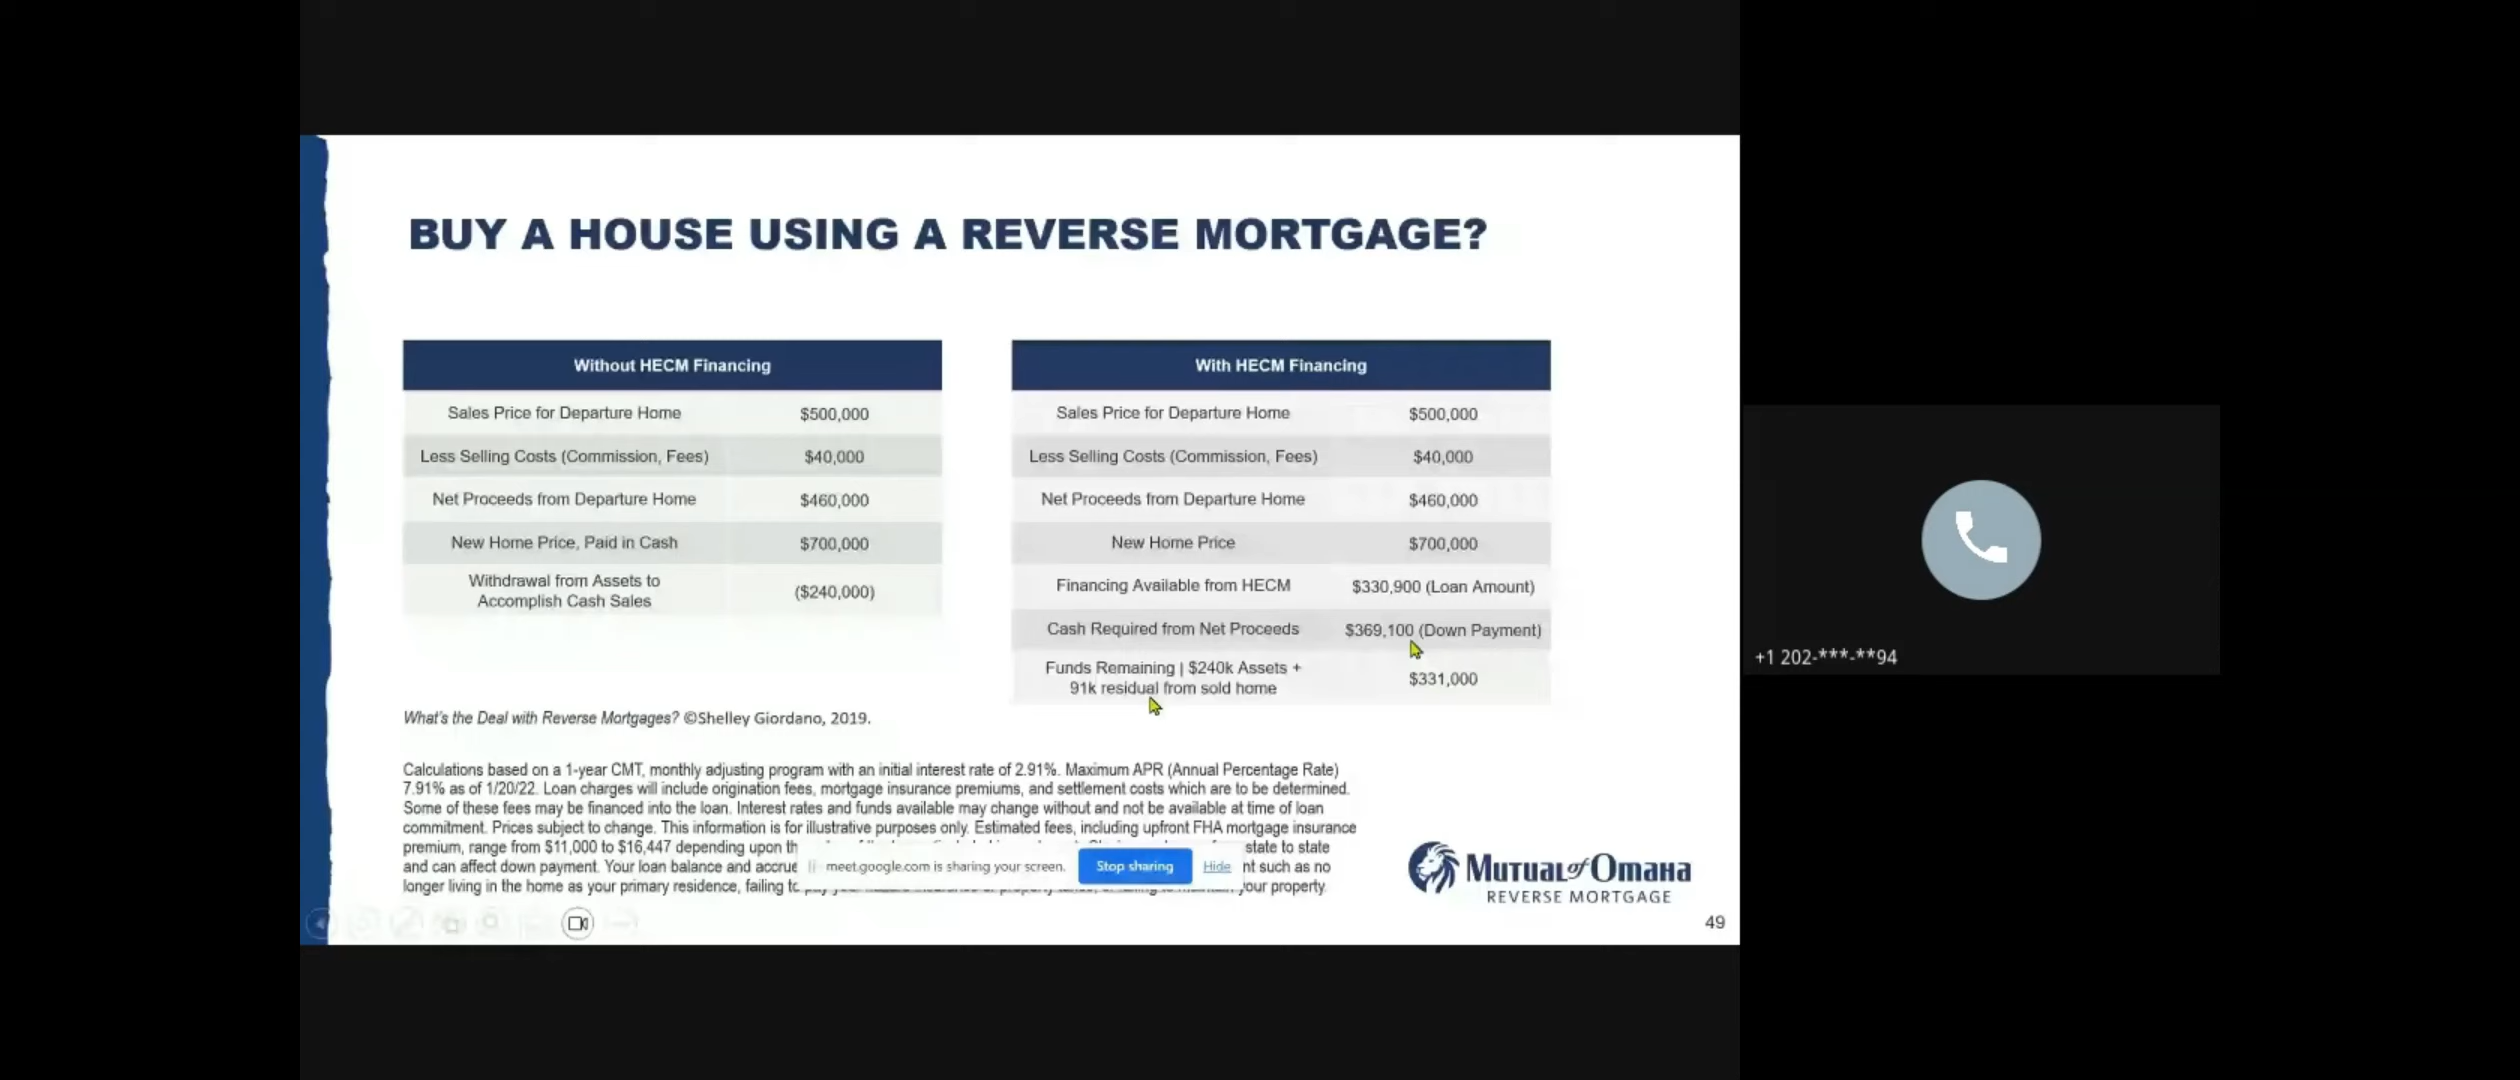 BUY A HOUSE USING A REVERSE MORTGAGE?
Without HECM Financing
Sales Price for Departure Home $500,000
Less Selling Costs (Commission, Fees) $40,000
Net Proceeds from Departure Home $460,000
New Home Price, Paid in Cash $700,000
Withdrawal from Assets to
Accomplish Cash Sales ($240,000)
With HECM Financing
Sales Price for Departure Home $500,000
Less Selling Costs (Commission, Fees) $40,000
Net Proceeds from Departure Home $460,000
New Home Price $700,000
Financing Available from HECM $330,900 (Loan Amount)
Cash Required from Net Proceeds $369,100 (Down Payment)
Funds Remaining | $240k Assets +
91k residual from sold home $331,000
What's the Deal with Reverse Mortgages? ©Shelley Giordano, 2019.
Calculations based on a 1-year CMT, monthly adjusting program with an initial interest rate of 2.91%. Maximum APR (Annual Percentage Rate)
7.91% as of 1/20/22. Loan charges will include origination fees, mortgage insurance premiums, and settlement costs which are to be determined.
Some of these fees may be financed into the loan. Interest rates and funds available may change without and not be available at time of loan
commitment. Prices subject to change. This information is for illustrative purposes only. Estimated fees, including upfront FHA mortgage insurance
premium, range from $11,000 to $16,447 depending upon state to state
and can affect down payment. Your loan balance and such as no
longer living in the home as your primary residence, failing your property.
meet.google.com is sharing your screen. Stop sharing Hide
Mutual of Omaha
REVERSE MORTGAGE
49
+1 202-***-**94